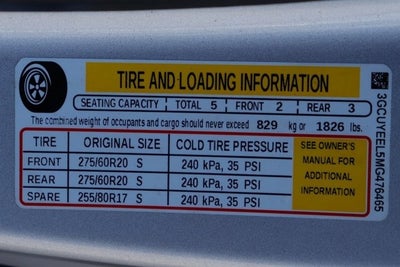 TIRE AND LOADING INFORMATION
SEATING CAPACITY TOTAL 5 FRONT 2 REAR 3
The combined weight of occupants and cargo should never exceed 829 kg or 1826 lbs.
TIRE ORIGINAL SIZE COLD TIRE PRESSURE
FRONT 275/60R20 S 240 kPa, 35 PSI
REAR 275/60R20 S 240 kPa, 35 PSI
SPARE 255/80R17 S 240 kPa, 35 PSI
SEE OWNER'S
MANUAL FOR
ADDITIONAL
INFORMATION
3GCUYEEL5MG476465